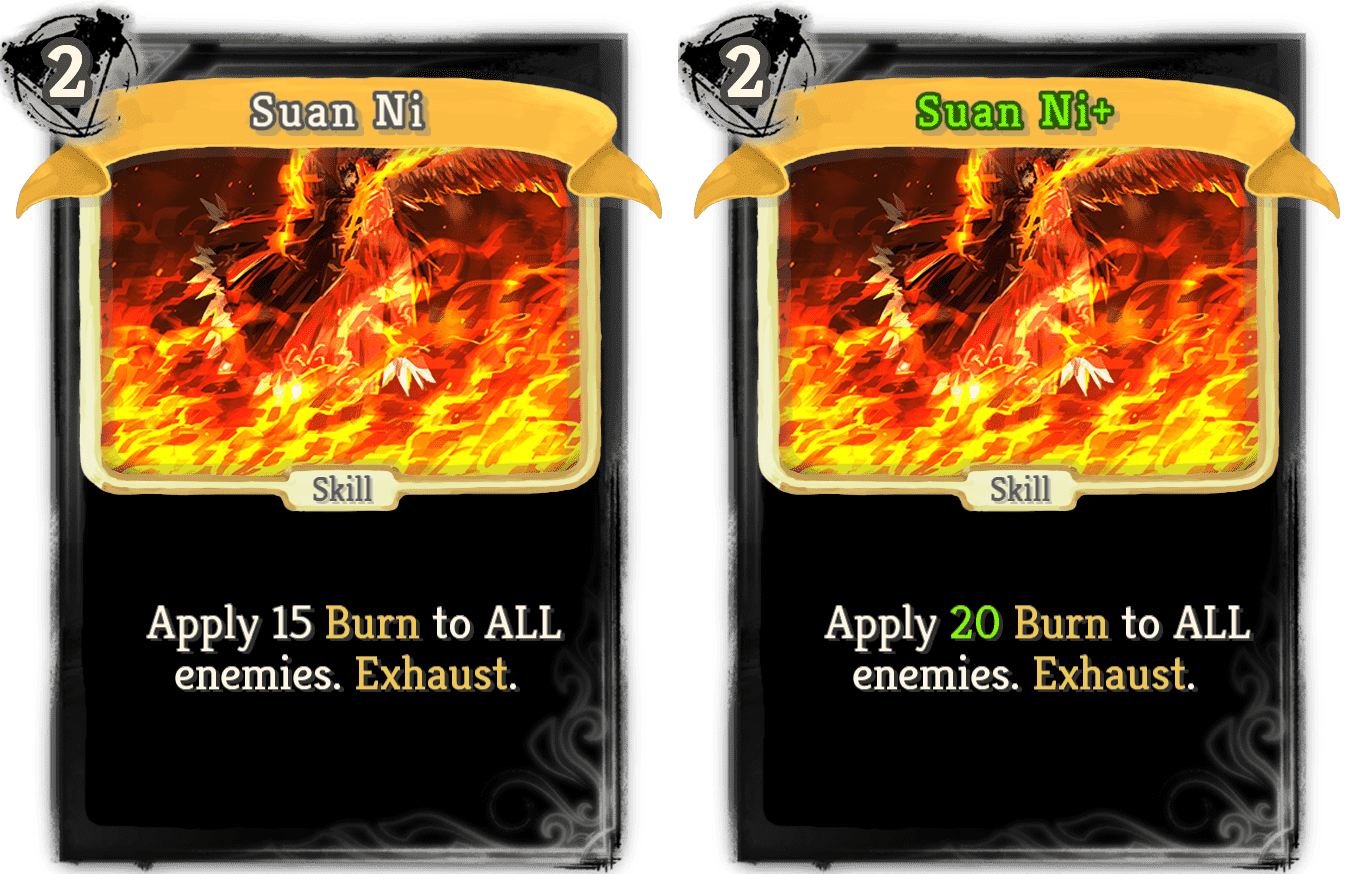 2
Suan Ni
Skill
Apply 15 Burn to ALL
enemies. Exhaust.
2
Suan Ni+
Skill
Apply 20 Burn to ALL
enemies. Exhaust.